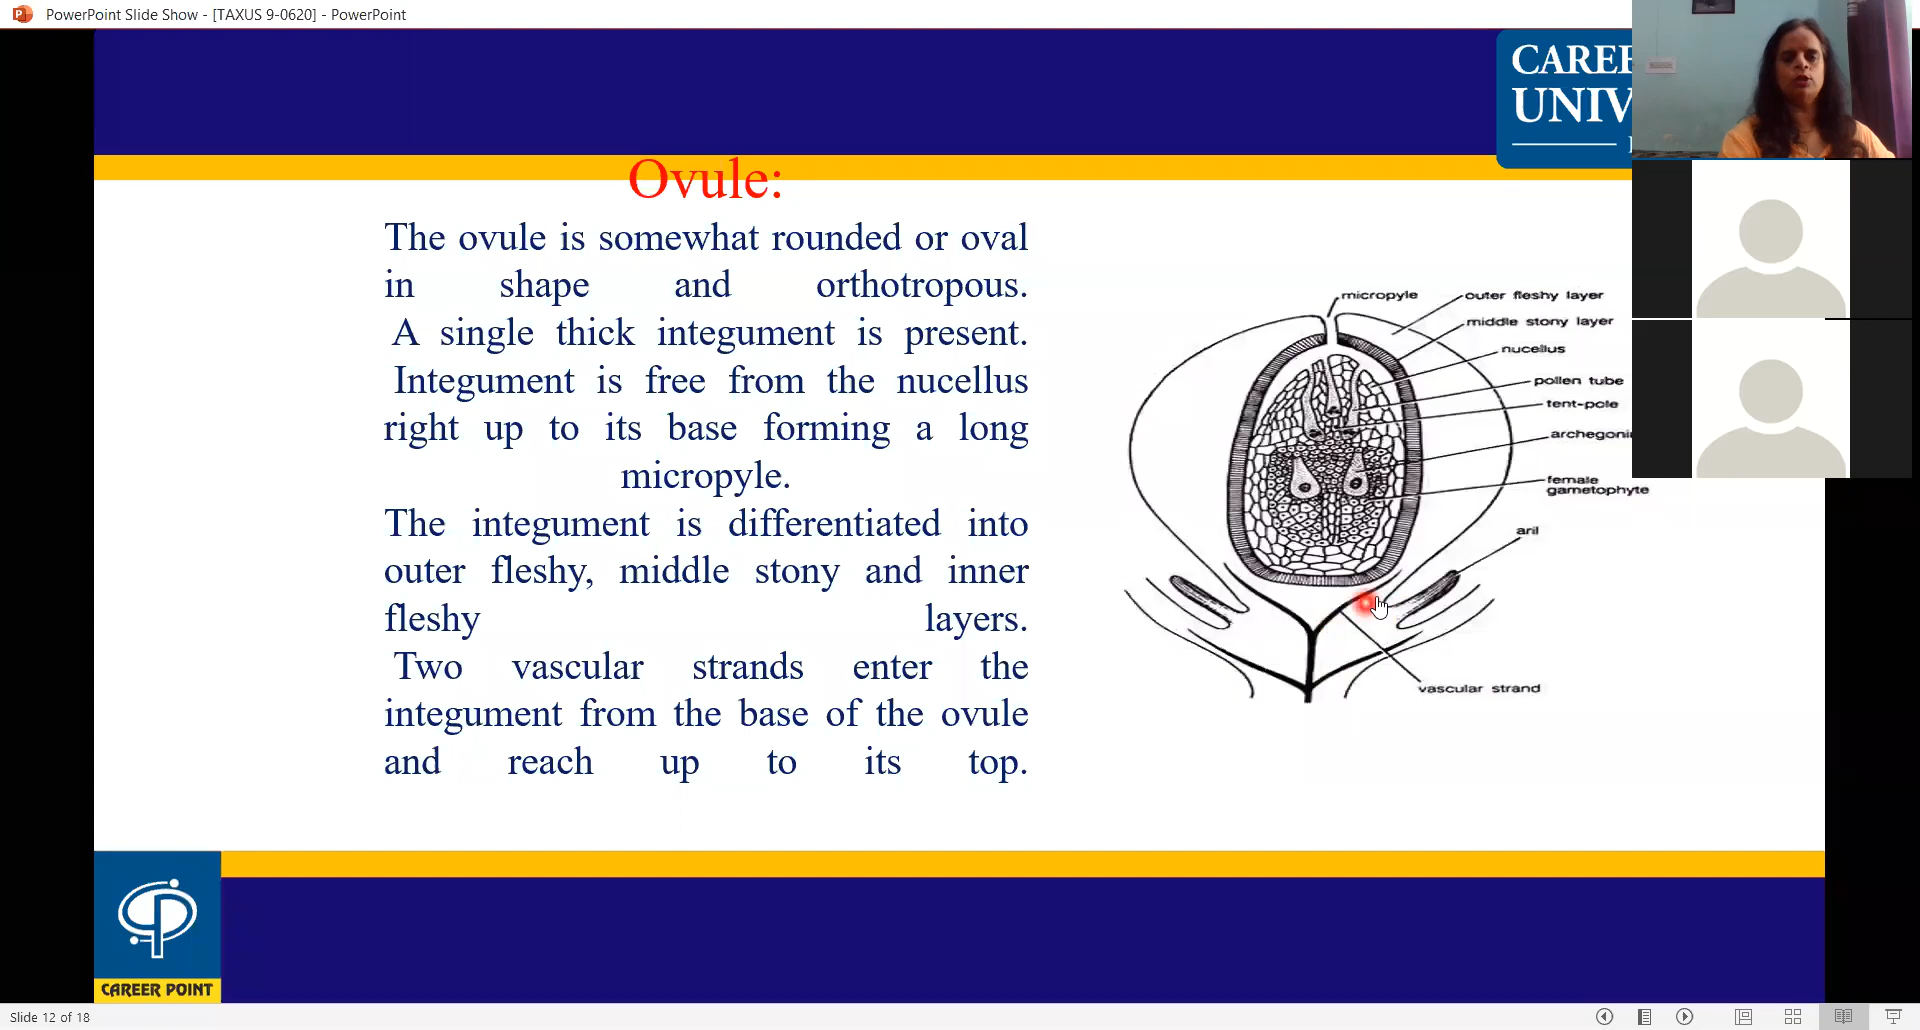 PowerPoint Slide Show - [TAXUS 9-0620] - PowerPoint
CAREE
UNIV
Ovule:
The ovule is somewhat rounded or oval
in shape and orthotropous.
A single thick integument is present.
Integument is free from the nucellus
right up to its base forming a long
micropyle.
The integument is differentiated into
outer fleshy, middle stony and inner
fleshy layers.
Two vascular strands enter the
integument from the base of the ovule
and reach up to its top.
micropyle
outer fleshy layer
middle stony layer
nucellus
pollen tube
tent-pole
archegoni
female
gametophyte
aril
vascular strand
CAREER POINT
Slide 12 of 18